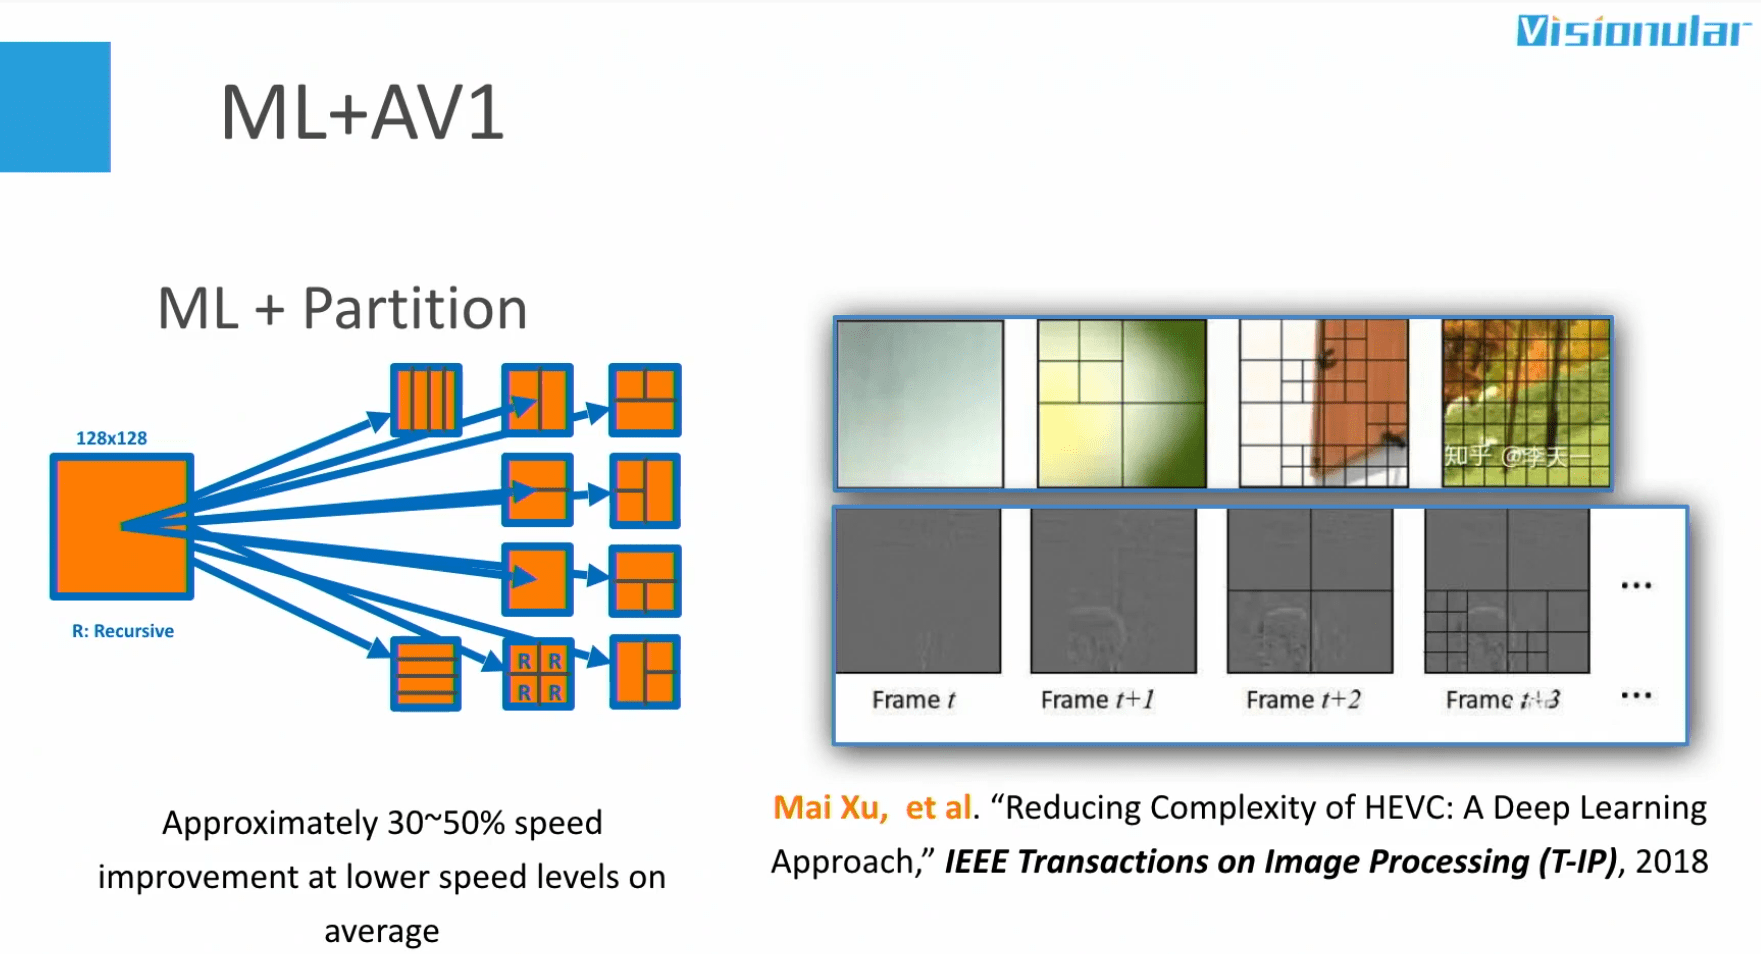 Visionular
ML+AV1
ML + Partition
128x128
R: Recursive
R R
R R
知乎 @李天一
Frame t
Frame t+1
Frame t+2
Frame t+3
...
...
Approximately 30~50% speed
improvement at lower speed levels on
average
Mai Xu, et al. “Reducing Complexity of HEVC: A Deep Learning
Approach,” IEEE Transactions on Image Processing (T-IP), 2018